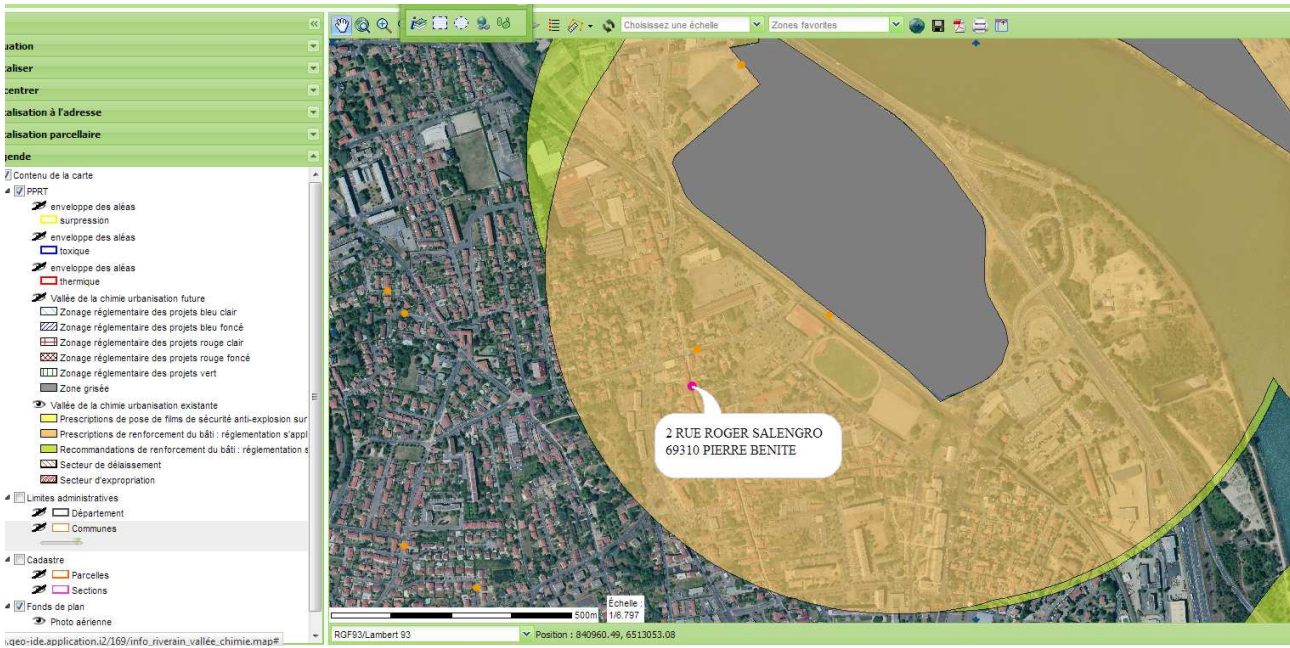 Choisissez une échelle
Zones favorites
uation
caliser
centrer
calisation à l'adresse
calisation parcellaire
gende
Contenu de la carte
PPRT
enveloppe des aléas
surpression
enveloppe des aléas
toxique
enveloppe des aléas
thermique
Vallée de la chimie urbanisation future
Zonage réglementaire des projets bleu clair
Zonage réglementaire des projets bleu foncé
Zonage réglementaire des projets rouge clair
Zonage réglementaire des projets rouge foncé
Zonage réglementaire des projets vert
Zone grisée
Vallée de la chimie urbanisation existante
Prescriptions de pose de films de sécurité anti-explosion sur
Prescriptions de renforcement du bâti : réglementation s'appl
Recommandations de renforcement du bâti : réglementation s
Secteur de délaissement
Secteur d'expropriation
Limites administratives
Département
Communes
Cadastre
Parcelles
Sections
Fonds de plan
Photo aérienne
.geo-ide.application.i2/169/info_riverain_vallée_chimie.map#
2 RUE ROGER SALENGRO
69310 PIERRE BENITE
500m
Échelle :
1/6.797
RGF93/Lambert 93
Position : 840960.49, 6513053.08